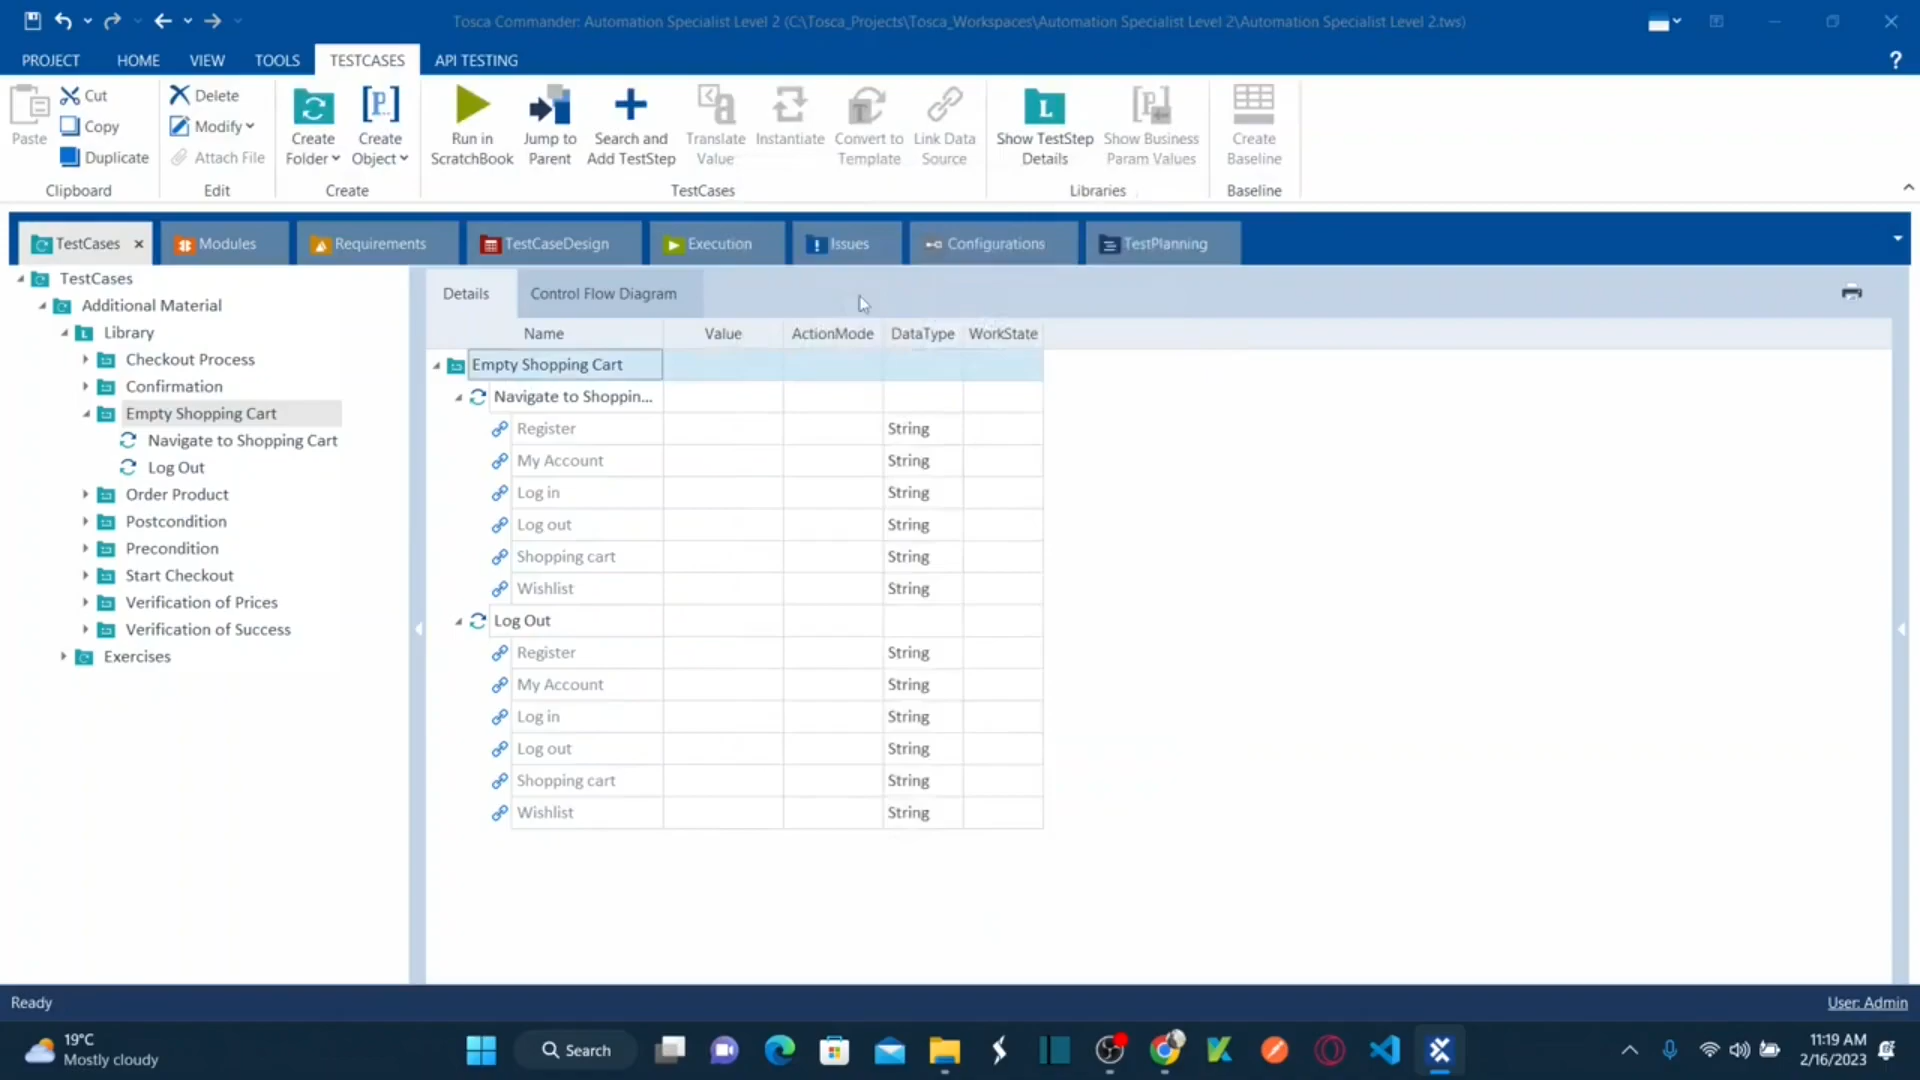 Tosca Commander: Automation Specialist Level 2 (C:\Tosca_Projects\Tosca_Workspaces\Automation Specialist Level 2\Automation Specialist Level 2.tws)
PROJECT HOME VIEW TOOLS TESTCASES API TESTING ?
Paste
Cut
Copy
Duplicate
Clipboard
Delete
Modify
Attach File
Edit
Create
Folder
Create
Object
Create
Run in
ScratchBook
Jump to
Parent
Search and
Add TestStep
Translate
Value
Instantiate
Convert to
Template
Link Data
Source
TestCases
Show TestStep
Details
Show Business
Param Values
Libraries
Create
Baseline
Baseline
TestCases × Modules Requirements TestCaseDesign Execution Issues Configurations TestPlanning
TestCases
Additional Material
Library
Checkout Process
Confirmation
Empty Shopping Cart
Navigate to Shopping Cart
Log Out
Order Product
Postcondition
Precondition
Start Checkout
Verification of Prices
Verification of Success
Exercises
Details Control Flow Diagram
Name Value ActionMode DataType WorkState
Empty Shopping Cart
Navigate to Shoppin...
Register String
My Account String
Log in String
Log out String
Shopping cart String
Wishlist String
Log Out
Register String
My Account String
Log in String
Log out String
Shopping cart String
Wishlist String
Ready User: Admin
19°C
Mostly cloudy
Search
11:19 AM
2/16/2023